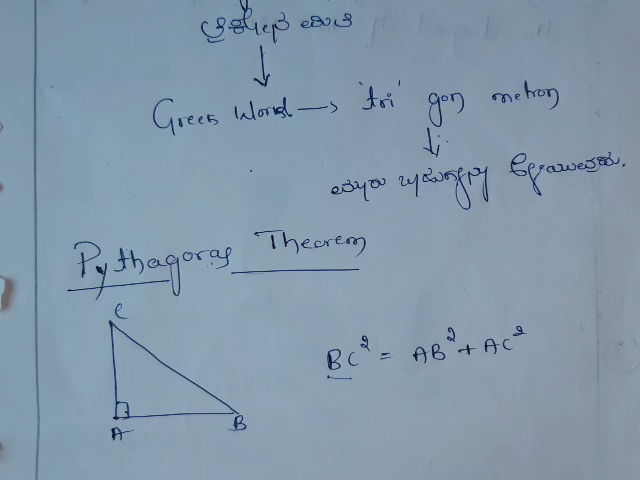 ತ್ರಿಕೋನ ಮಿತಿ
Greek Word → 'tri' gon metron
Pythagoras Theorem
C
BC² = AB² + AC²
A B